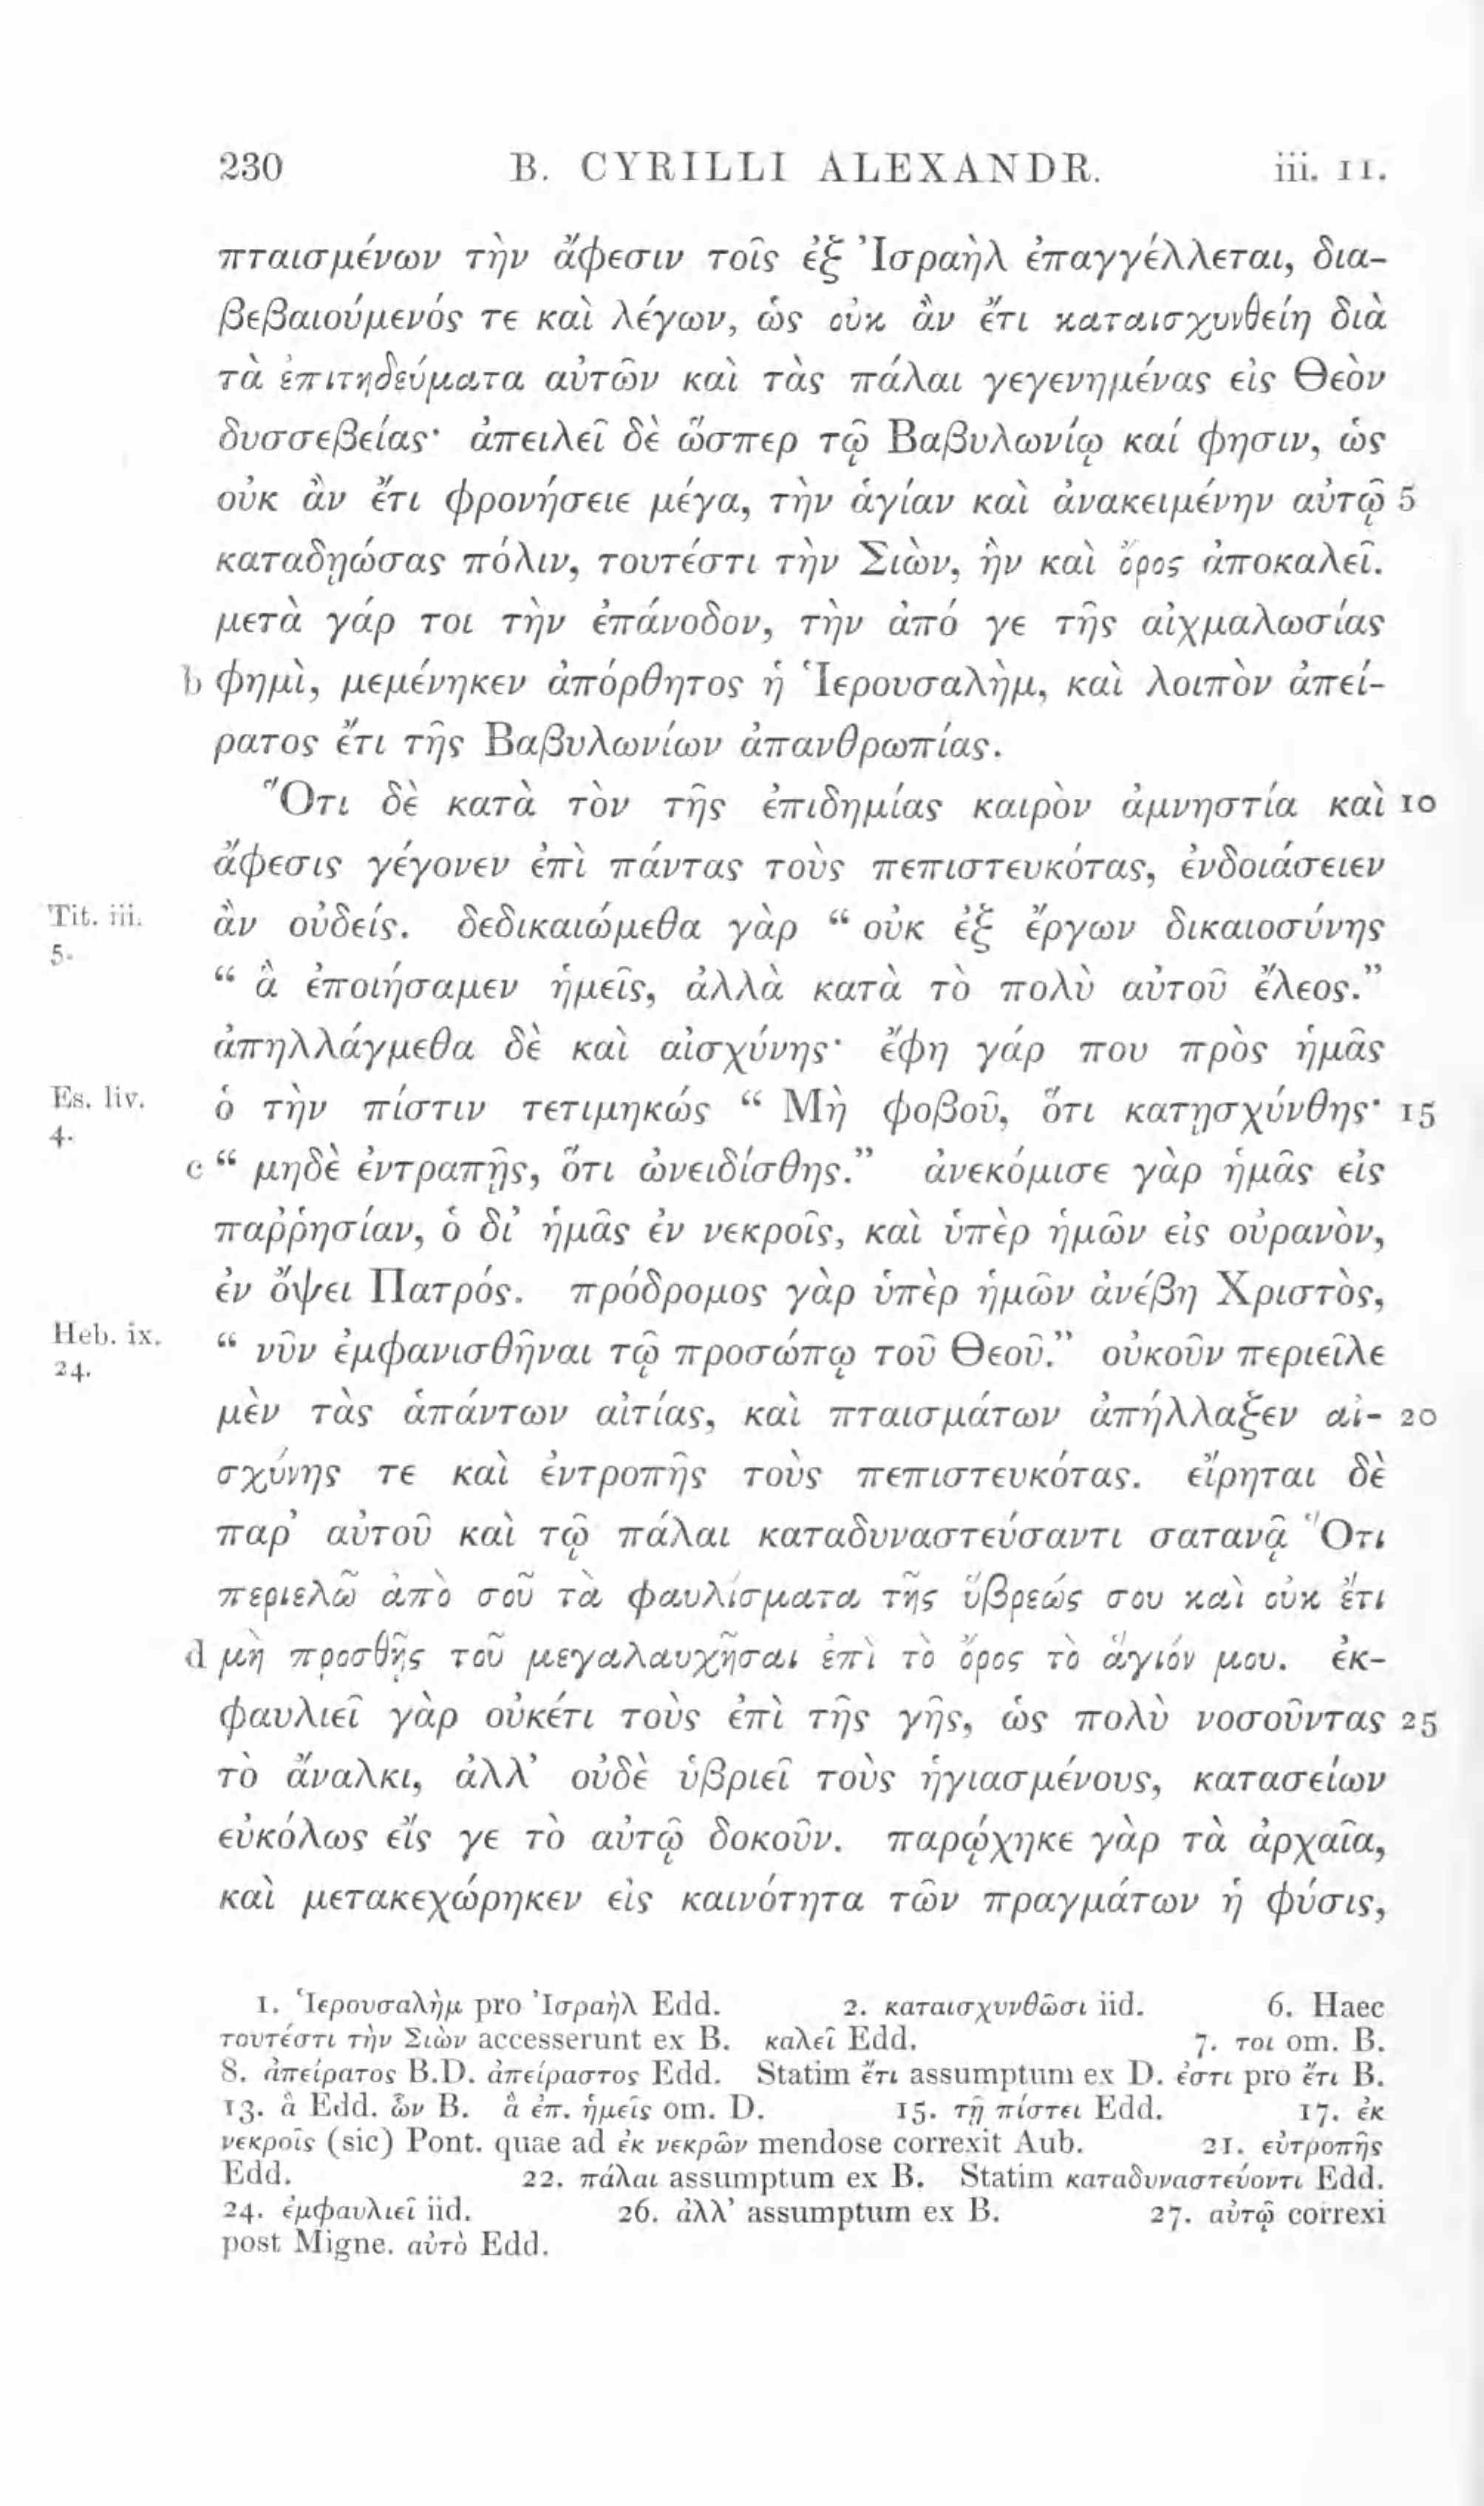 230 B. CYRILLI ALEXANDR. iii. 11.
πταισμένων τὴν ἄφεσιν τοῖς ἐξ Ἰσραὴλ ἐπαγγέλλεται, δια-
βεβαιούμενός τε καὶ λέγων, ὡς οὐκ ἂν ἔτι καταισχυνθείη διὰ
τὰ ἐπιτηδεύματα αὐτῶν καὶ τὰς πάλαι γεγενημένας εἰς Θεὸν
δυσσεβείας· ἀπειλεῖ δὲ ὥσπερ τῷ Βαβυλωνίῳ καί φησιν, ὡς
οὐκ ἂν ἔτι φρονήσειε μέγα, τὴν ἁγίαν καὶ ἀνακειμένην αὐτῷ 5
καταδῃώσας πόλιν, τουτέστι τὴν Σιὼν, ἣν καὶ ὄρος ἀποκαλεῖ.
μετὰ γάρ τοι τὴν ἐπάνοδον, τὴν ἀπό γε τῆς αἰχμαλωσίας
b φημὶ, μεμένηκεν ἀπόρθητος ἡ Ἱερουσαλὴμ, καὶ λοιπὸν ἀπεί-
ρατος ἔτι τῆς Βαβυλωνίων ἀπανθρωπίας.
Ὅτι δὲ κατὰ τὸν τῆς ἐπιδημίας καιρὸν ἀμνηστία καὶ 10
ἄφεσις γέγονεν ἐπὶ πάντας τοὺς πεπιστευκότας, ἐνδοιάσειεν
Tit. iii. ἂν οὐδείς. δεδικαιώμεθα γὰρ “ οὐκ ἐξ ἔργων δικαιοσύνης
5. “ ἃ ἐποιήσαμεν ἡμεῖς, ἀλλὰ κατὰ τὸ πολὺ αὐτοῦ ἔλεος.”
ἀπηλλάγμεθα δὲ καὶ αἰσχύνης· ἔφη γάρ που πρὸς ἡμᾶς
Es. liv. ὁ τὴν πίστιν τετιμηκώς “ Μὴ φοβοῦ, ὅτι κατῃσχύνθης· 15
4. c “ μηδὲ ἐντραπῇς, ὅτι ὠνειδίσθης.” ἀνεκόμισε γὰρ ἡμᾶς εἰς
παῤῥησίαν, ὁ δι’ ἡμᾶς ἐν νεκροῖς, καὶ ὑπὲρ ἡμῶν εἰς οὐρανὸν,
ἐν ὄψει Πατρός. πρόδρομος γὰρ ὑπὲρ ἡμῶν ἀνέβη Χριστὸς,
Heb. ix. “ νῦν ἐμφανισθῆναι τῷ προσώπῳ τοῦ Θεοῦ.” οὐκοῦν περιεῖλε
24. μὲν τὰς ἁπάντων αἰτίας, καὶ πταισμάτων ἀπήλλαξεν αἰ- 20
σχύνης τε καὶ ἐντροπῆς τοὺς πεπιστευκότας. εἴρηται δὲ
παρ’ αὐτοῦ καὶ τῷ πάλαι καταδυναστεύσαντι σατανᾷ Ὅτι
περιελῶ ἀπὸ σοῦ τὰ φαυλίσματα τῆς ὕβρεώς σου καὶ οὐκ ἔτι
d μὴ προσθῇς τοῦ μεγαλαυχῆσαι ἐπὶ τὸ ὄρος τὸ ἅγιόν μου. ἐκ-
φαυλιεῖ γὰρ οὐκέτι τοὺς ἐπὶ τῆς γῆς, ὡς πολὺ νοσοῦντας 25
τὸ ἄναλκι, ἀλλ’ οὐδὲ ὑβριεῖ τοὺς ἡγιασμένους, κατασείων
εὐκόλως εἴς γε τὸ αὐτῷ δοκοῦν. παρῴχηκε γὰρ τὰ ἀρχαῖα,
καὶ μετακεχώρηκεν εἰς καινότητα τῶν πραγμάτων ἡ φύσις,
1. Ἱερουσαλὴμ pro Ἰσραὴλ Edd. 2. καταισχυνθῶσι iid. 6. Haec
τουτέστι τὴν Σιὼν accesserunt ex B. καλεῖ Edd. 7. τοι om. B.
8. ἀπείρατος B.D. ἀπείραστος Edd. Statim ἔτι assumptum ex D. ἐστι pro ἔτι B.
13. ἃ Edd. ὧν B. ἃ ἐπ. ἡμεῖς om. D. 15. τῇ πίστει Edd. 17. ἐκ
νεκροῖς (sic) Pont. quae ad ἐκ νεκρῶν mendose correxit Aub. 21. εὐτροπῆς
Edd. 22. πάλαι assumptum ex B. Statim καταδυναστεύοντι Edd.
24. ἐμφαυλιεῖ iid. 26. ἀλλ’ assumptum ex B. 27. αὐτῷ correxi
post Migne. αὐτὸ Edd.